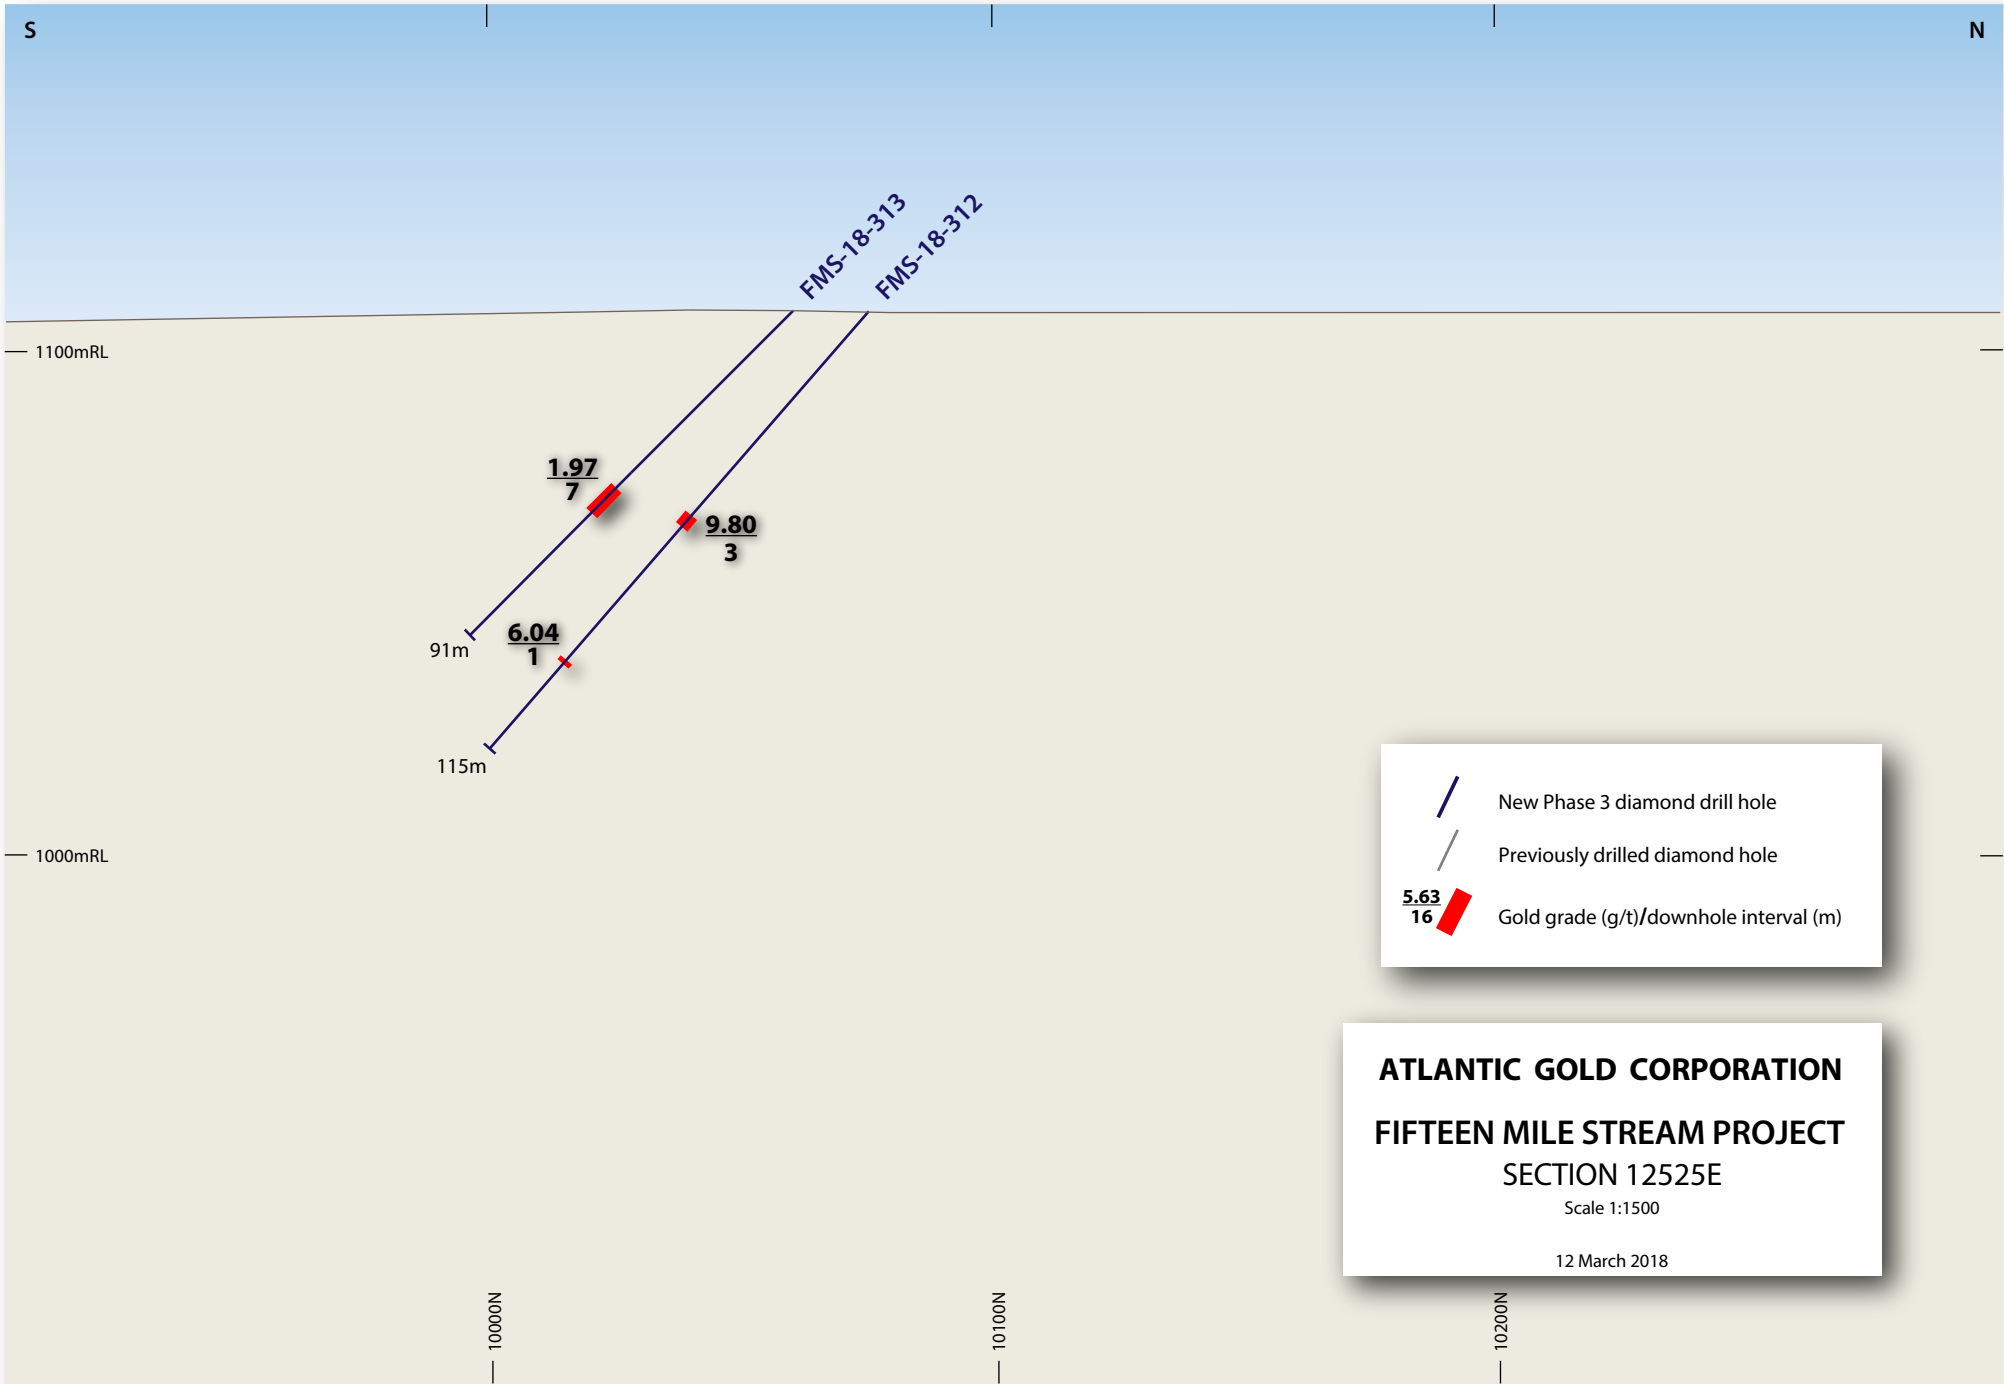 S
N
FMS-18-313
FMS-18-312
1100mRL
1.97
7
9.80
3
6.04
1
91m
115m
1000mRL
New Phase 3 diamond drill hole
Previously drilled diamond hole
5.63
16
Gold grade (g/t)/downhole interval (m)
ATLANTIC GOLD CORPORATION
FIFTEEN MILE STREAM PROJECT
SECTION 12525E
Scale 1:1500
12 March 2018
10000N
10100N
10200N